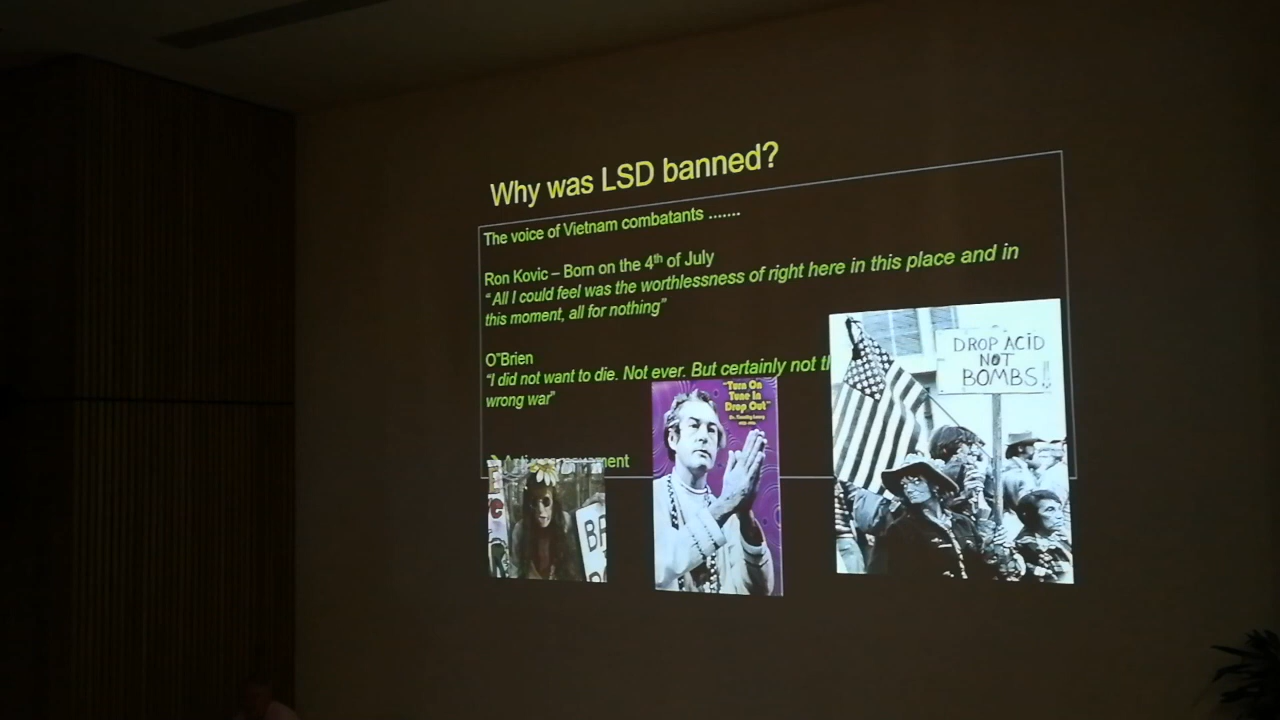 Why was LSD banned?
The voice of Vietnam combatants .......
Ron Kovic – Born on the 4th of July
“ All I could feel was the worthlessness of right here in this place and in
this moment, all for nothing”
O”Brien
“I did not want to die. Not ever. But certainly not
wrong war”
"Turn On
Tune In
Drop Out"
Dr. Timothy Leary
DROP ACID
NOT
BOMBS!!